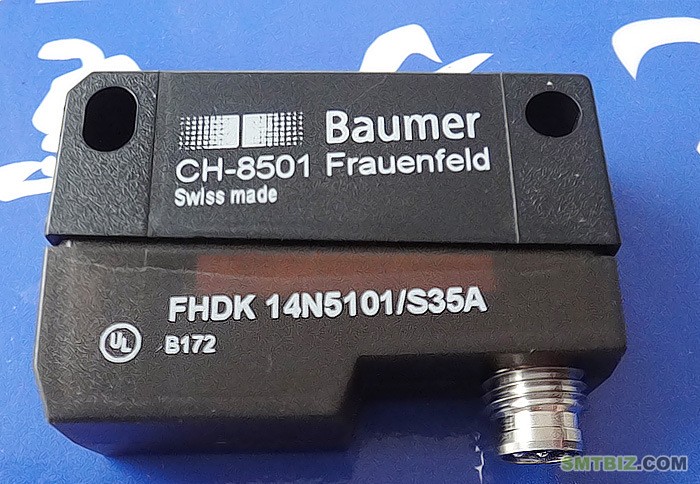 Baumer
CH-8501 Frauenfeld
Swiss made
FHDK 14N5101/S35A
UL
B172
SMTBIZ.COM